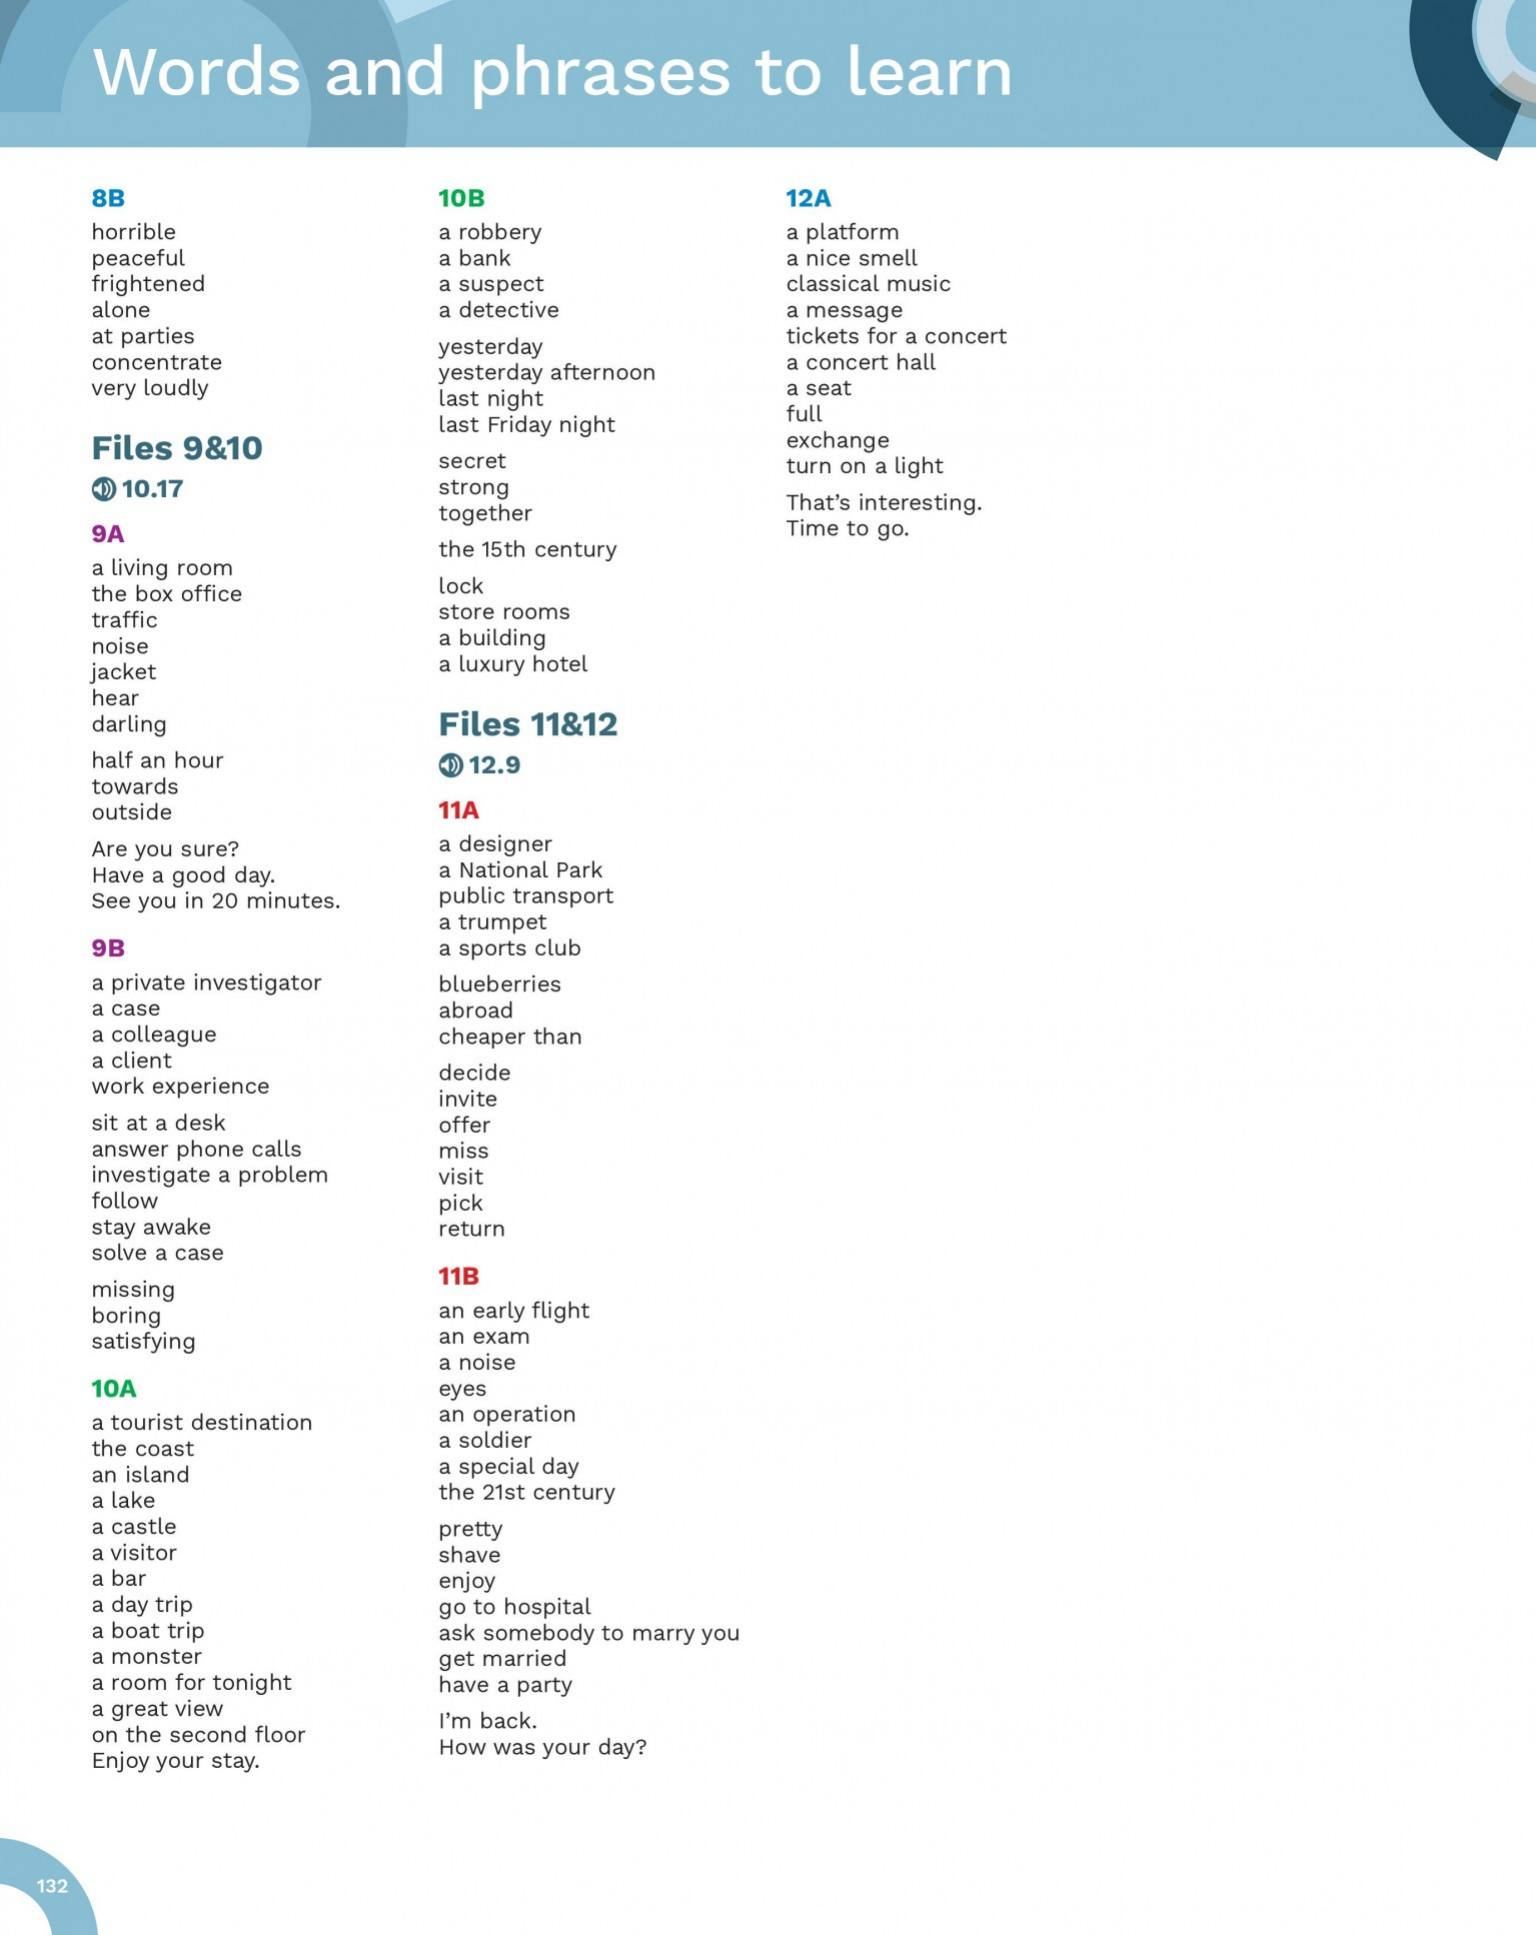 Words and phrases to learn
8B
horrible
peaceful
frightened
alone
at parties
concentrate
very loudly
Files 9&10
10.17
9A
a living room
the box office
traffic
noise
jacket
hear
darling
half an hour
towards
outside
Are you sure?
Have a good day.
See you in 20 minutes.
9B
a private investigator
a case
a colleague
a client
work experience
sit at a desk
answer phone calls
investigate a problem
follow
stay awake
solve a case
missing
boring
satisfying
10A
a tourist destination
the coast
an island
a lake
a castle
a visitor
a bar
a day trip
a boat trip
a monster
a room for tonight
a great view
on the second floor
Enjoy your stay.
10B
a robbery
a bank
a suspect
a detective
yesterday
yesterday afternoon
last night
last Friday night
secret
strong
together
the 15th century
lock
store rooms
a building
a luxury hotel
Files 11&12
12.9
11A
a designer
a National Park
public transport
a trumpet
a sports club
blueberries
abroad
cheaper than
decide
invite
offer
miss
visit
pick
return
11B
an early flight
an exam
a noise
eyes
an operation
a soldier
a special day
the 21st century
pretty
shave
enjoy
go to hospital
ask somebody to marry you
get married
have a party
I'm back.
How was your day?
12A
a platform
a nice smell
classical music
a message
tickets for a concert
a concert hall
a seat
full
exchange
turn on a light
That's interesting.
Time to go.
132